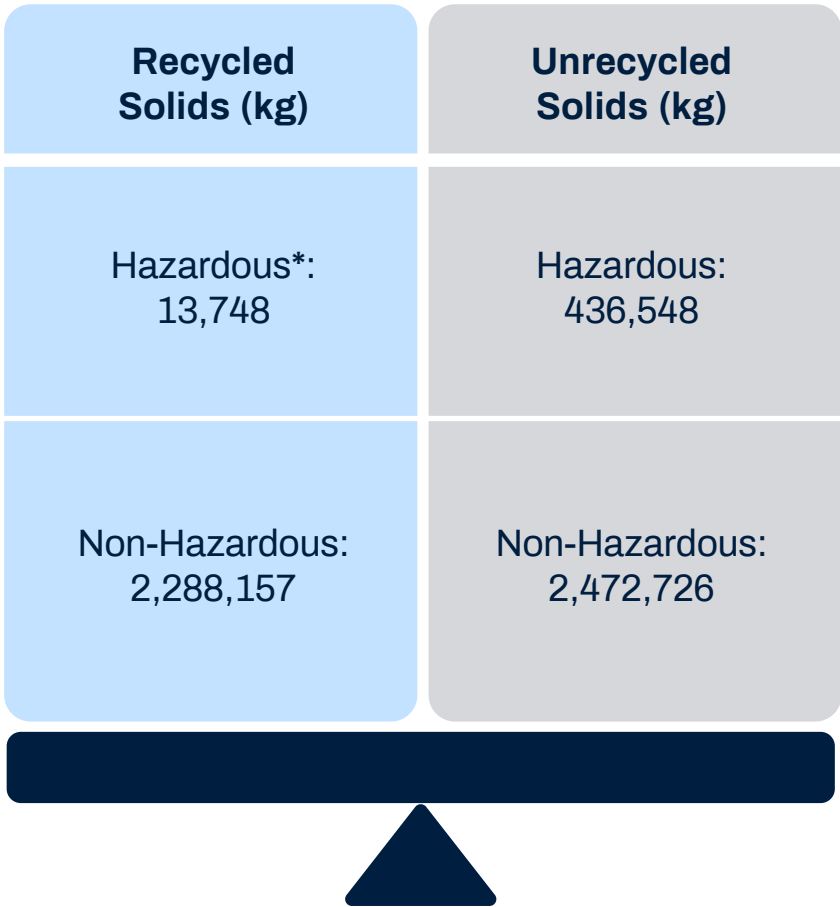 Recycled
Solids (kg)
Unrecycled
Solids (kg)
Hazardous*:
13,748
Hazardous:
436,548
Non-Hazardous:
2,288,157
Non-Hazardous:
2,472,726